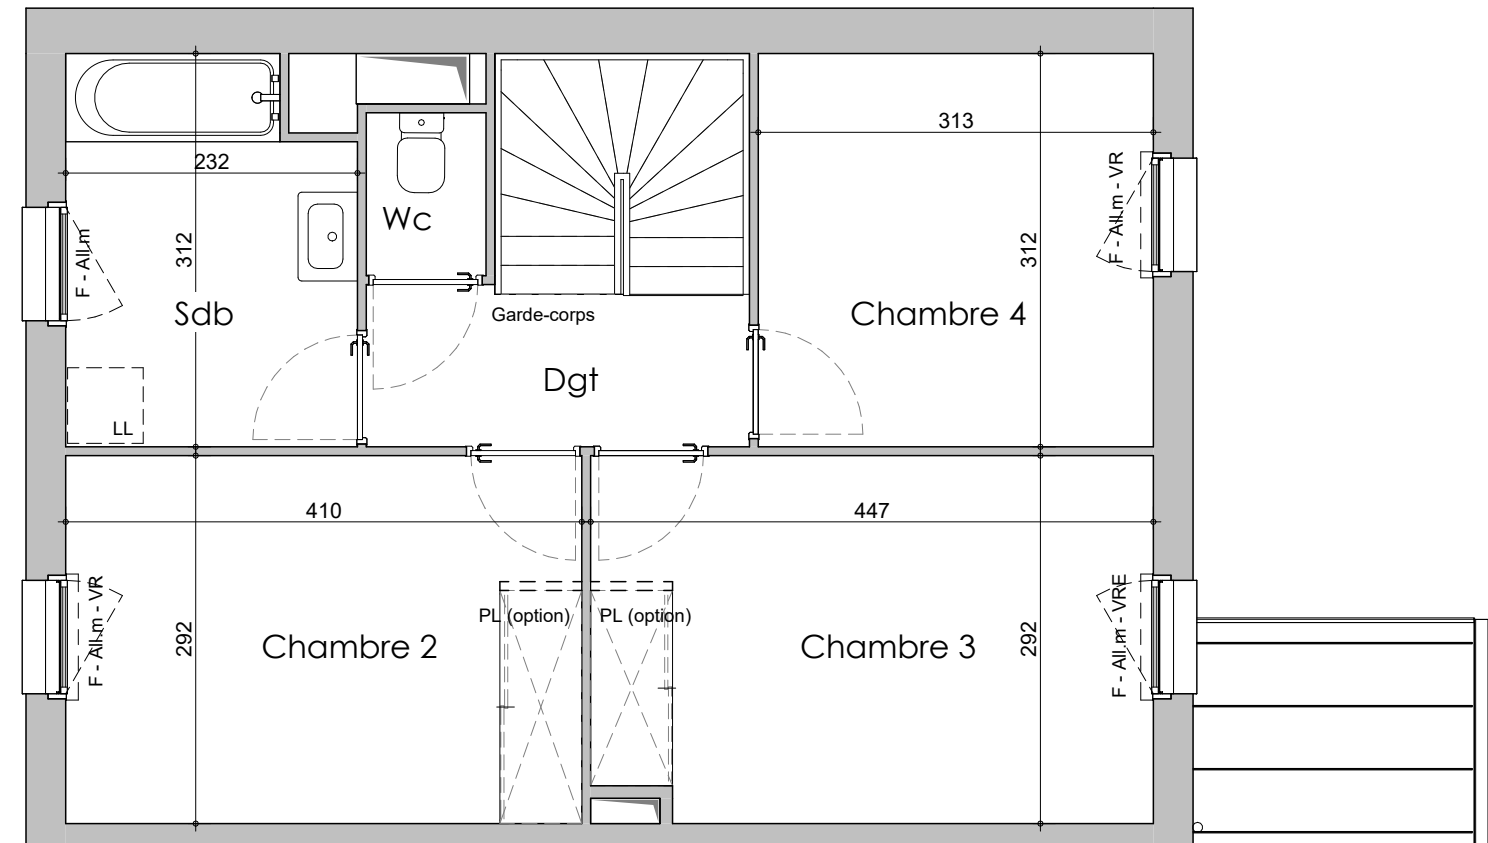 313
232
F - All.m - VR
Wc
F - All.m
312
312
Sdb
Garde-corps
Chambre 4
Dgt
LL
410
447
F - All.m - VR
PL (option)
PL (option)
F - All.m - VRE
292
Chambre 2
Chambre 3
292